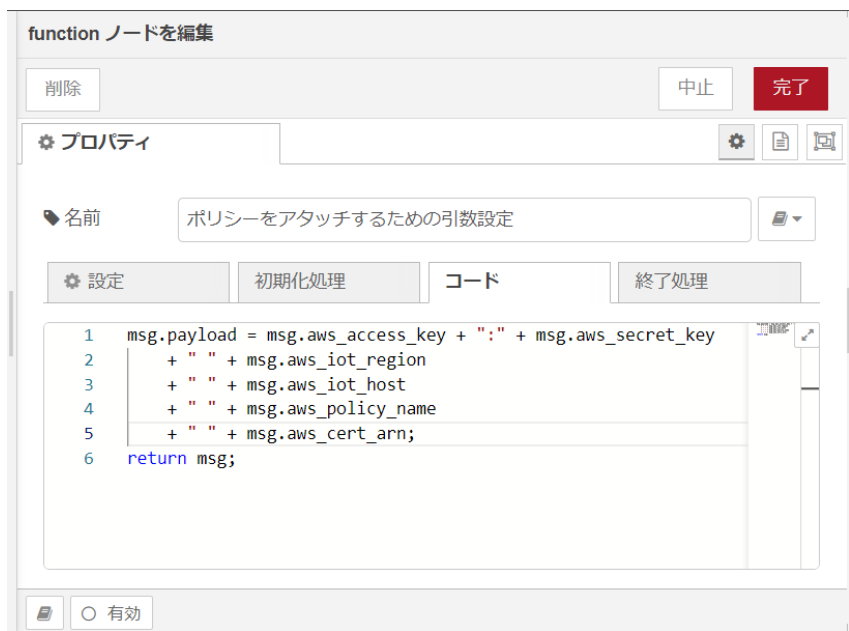 function ノードを編集
削除
中止
完了
プロパティ
名前
ポリシーをアタッチするための引数設定
設定
初期化処理
コード
終了処理
1 msg.payload = msg.aws_access_key + ":" + msg.aws_secret_key
2 + " " + msg.aws_iot_region
3 + " " + msg.aws_iot_host
4 + " " + msg.aws_policy_name
5 + " " + msg.aws_cert_arn;
6 return msg;
有効